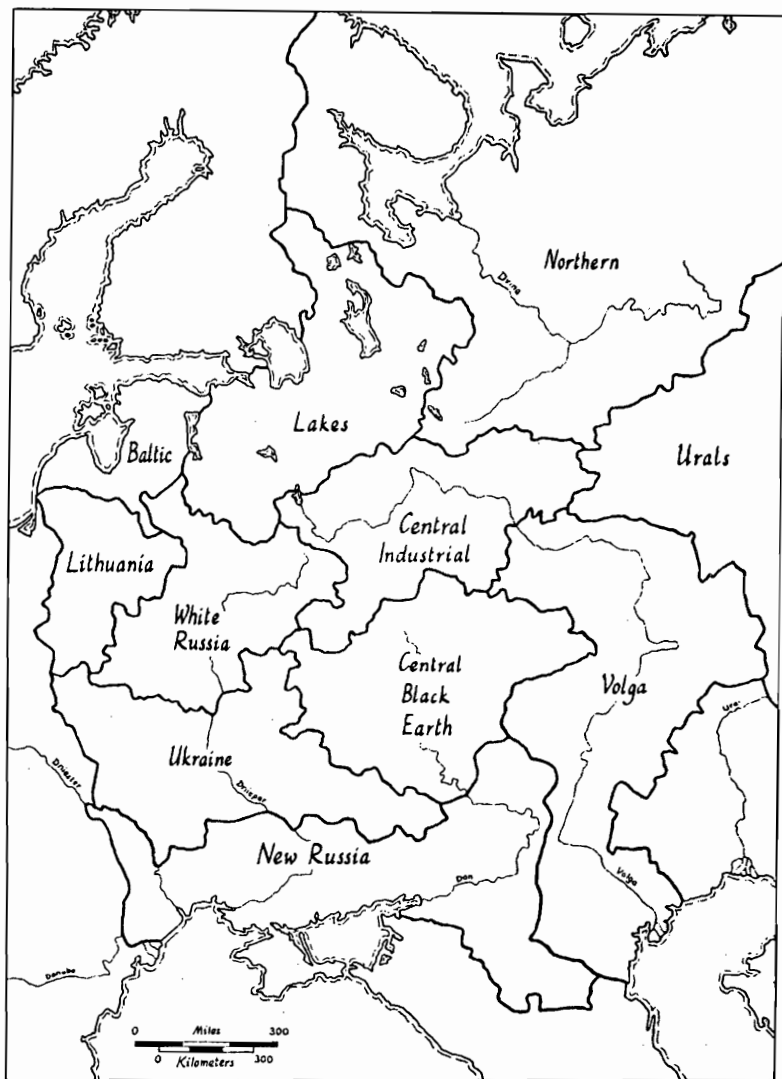 Northern
Dvina
Lakes
Baltic
Urals
Central
Industrial
Lithuania
White
Russia
Central
Black
Earth
Volga
Ural
Ukraine
Dniester
Dnieper
New Russia
Don
Volga
Danube
0 Miles 300
0 Kilometers 300